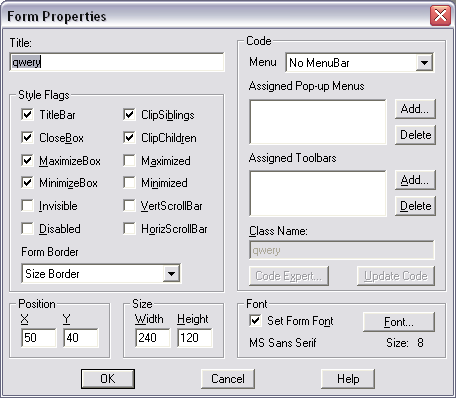 Form Properties
Title:
qwery
Style Flags
TitleBar
ClipSiblings
CloseBox
ClipChildren
MaximizeBox
Maximized
MinimizeBox
Minimized
Invisible
VertScrollBar
Disabled
HorizScrollBar
Form Border
Size Border
Position
X
Y
50
40
Size
Width
Height
240
120
Code
Menu
No MenuBar
Assigned Pop-up Menus
Add...
Delete
Assigned Toolbars
Add...
Delete
Class Name:
qwery
Code Expert...
Update Code
Font
Set Form Font
Font...
MS Sans Serif
Size: 8
OK
Cancel
Help